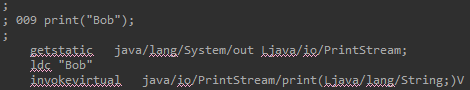 ;
; 009 print("Bob");
;
getstatic java/lang/System/out Ljava/io/PrintStream;
ldc "Bob"
invokevirtual java/io/PrintStream/print(Ljava/lang/String;)V